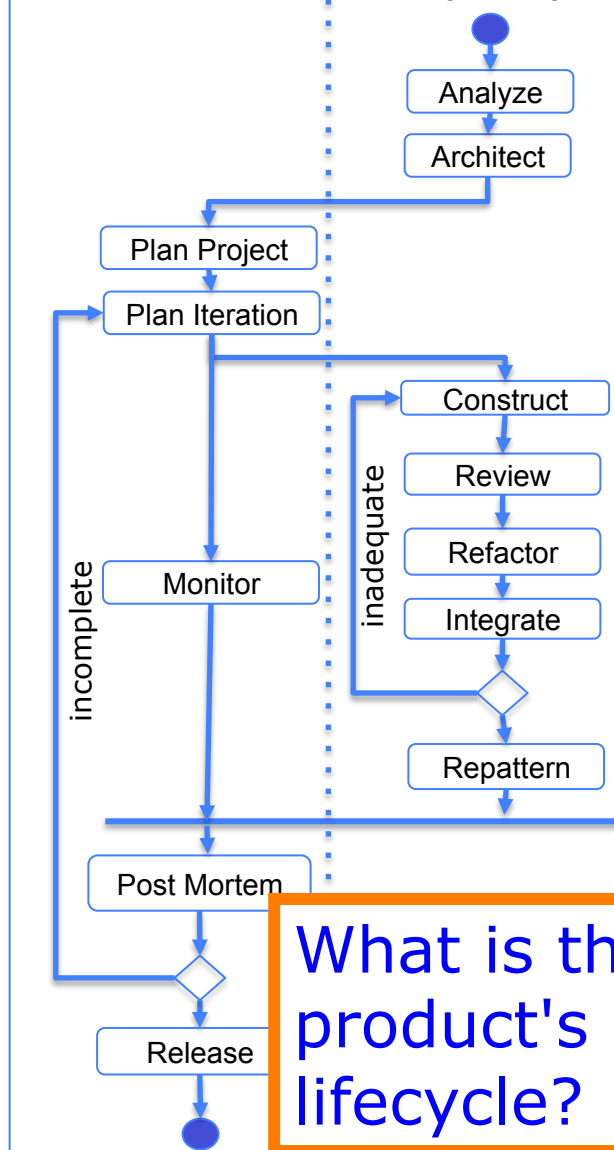 Analyze
Architect
Plan Project
Plan Iteration
Construct
Review
inadequate
Refactor
Monitor
incomplete
Integrate
Repattern
Post Mortem
What is th
product's
lifecycle?
Release